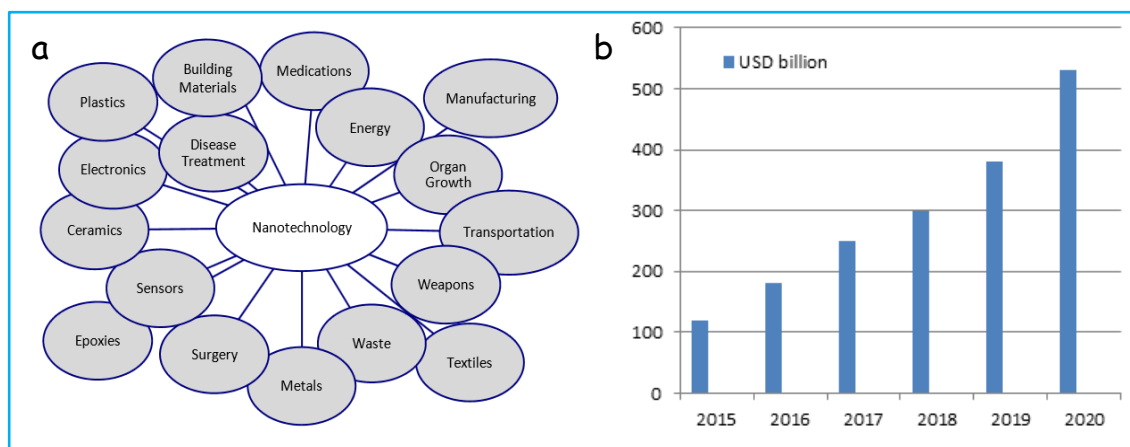 a
Building
Materials
Medications
Plastics
Manufacturing
Energy
Disease
Treatment
Electronics
Organ
Growth
Ceramics
Nanotechnology
Transportation
Sensors
Weapons
Epoxies
Surgery
Waste
Textiles
Metals
b
USD billion
600
500
400
300
200
100
0
2015 2016 2017 2018 2019 2020